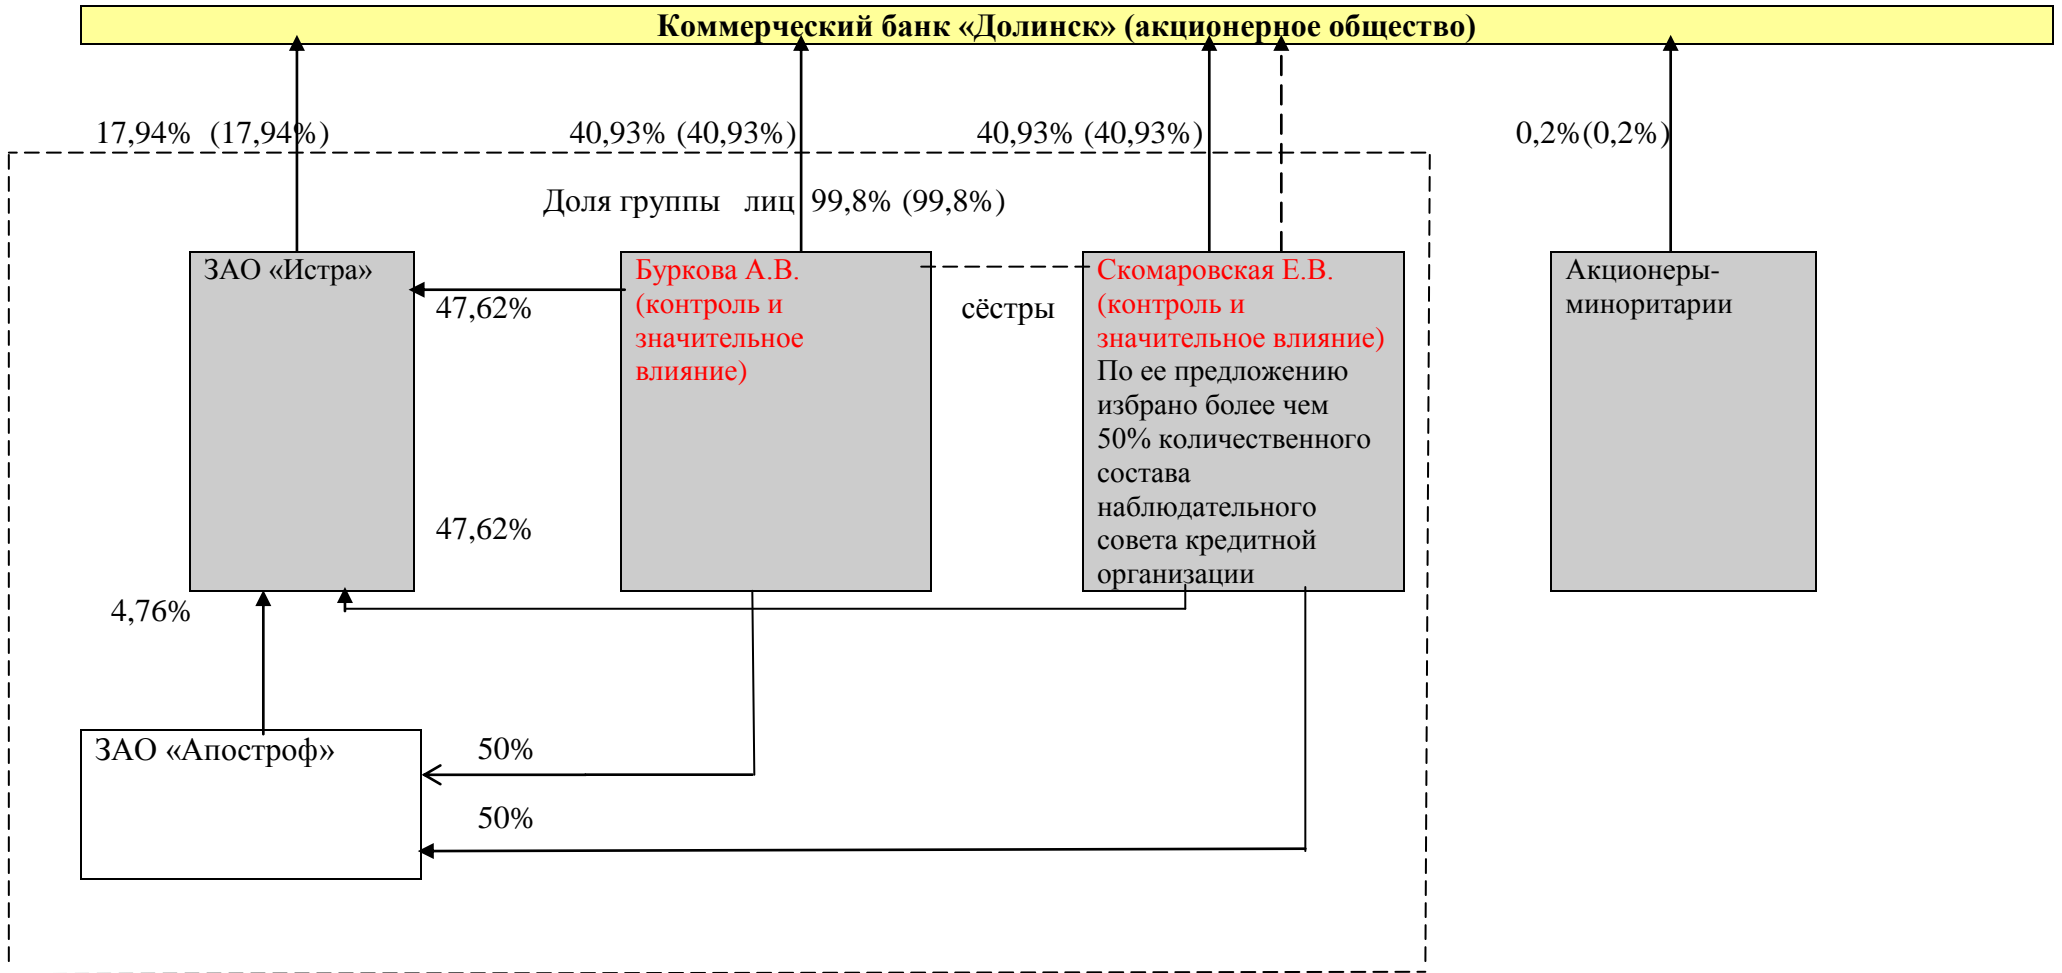 Коммерческий банк «Долинск» (акционерное общество)
17,94% (17,94%)
40,93% (40,93%)
40,93% (40,93%)
0,2%(0,2%)
Доля группы лиц 99,8% (99,8%)
ЗАО «Истра»
47,62%
47,62%
4,76%
Буркова А.В.
(контроль и
значительное
влияние)
сёстры
Скомаровская Е.В.
(контроль и
значительное влияние)
По ее предложению
избрано более чем
50% количественного
состава
наблюдательного
совета кредитной
организации
Акционеры-
миноритарии
ЗАО «Апостроф»
50%
50%